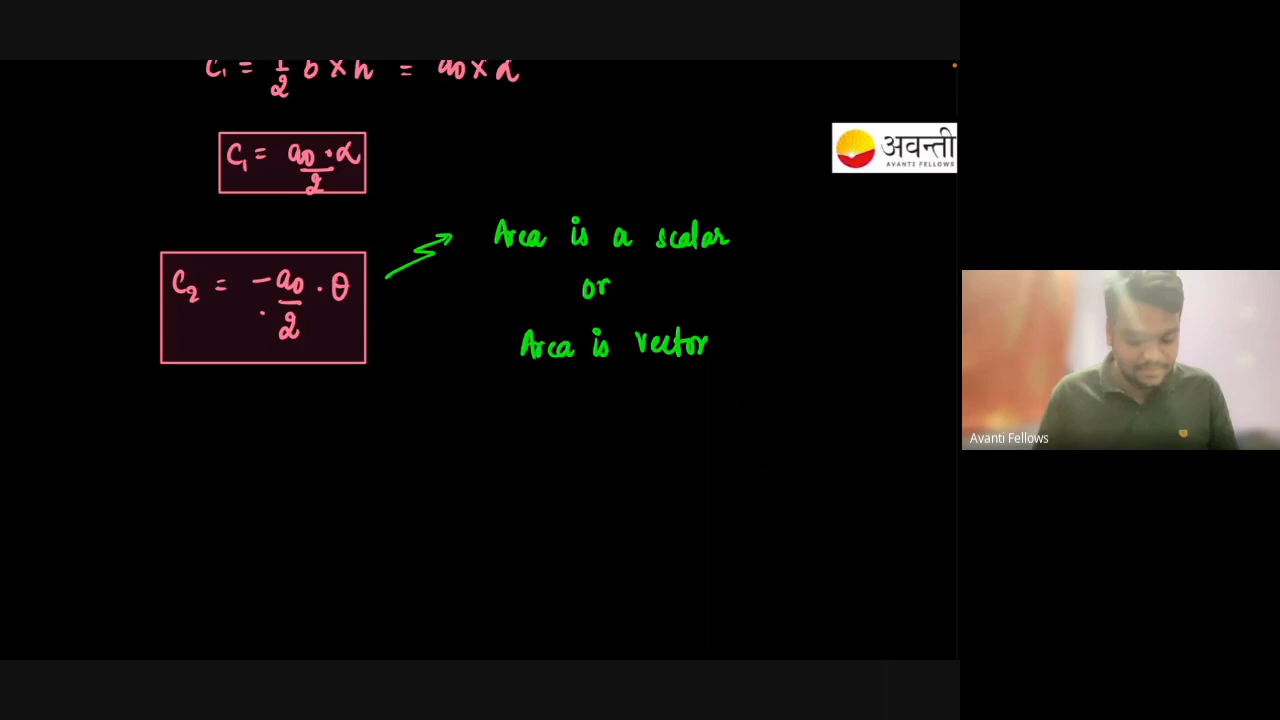 C₁ = 1/2 b × h = a₀ × α
C₁ = a₀/2 · α
अवन्ती
AVANTI FELLOWS
Area is a scalar
C₂ = -a₀/2 · θ
or
Area is vector
Avanti Fellows